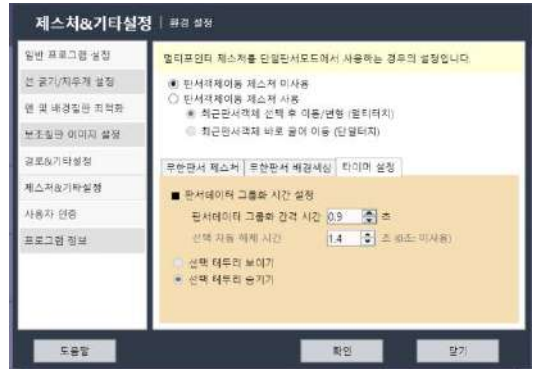 제스처&기타설정 | 환경 설정
일반 프로그램 설정
선 굵기/지우개 설정
펜 및 배경칠판 최적화
보조칠판 이미지 설정
경로&기타설정
제스처&기타설정
사용자 인증
프로그램 정보
멀티포인터 제스처를 단일판서모드에서 사용하는 경우의 설정입니다.
판서객체이동 제스처 미사용
판서객체이동 제스처 사용
최근판서객체 선택 후 이동/변형 (멀티터치)
최근판서객체 바로 끌어 이동 (단일터치)
무한판서 제스처 무한판서 배경색상 타이머 설정
■ 판서데이터 그룹화 시간 설정
판서데이터 그룹화 간격 시간 0.9 초
선택 자동 해제 시간 1.4 초 (0초: 미사용)
선택 테두리 보이기
선택 테두리 숨기기
도움말 확인 닫기